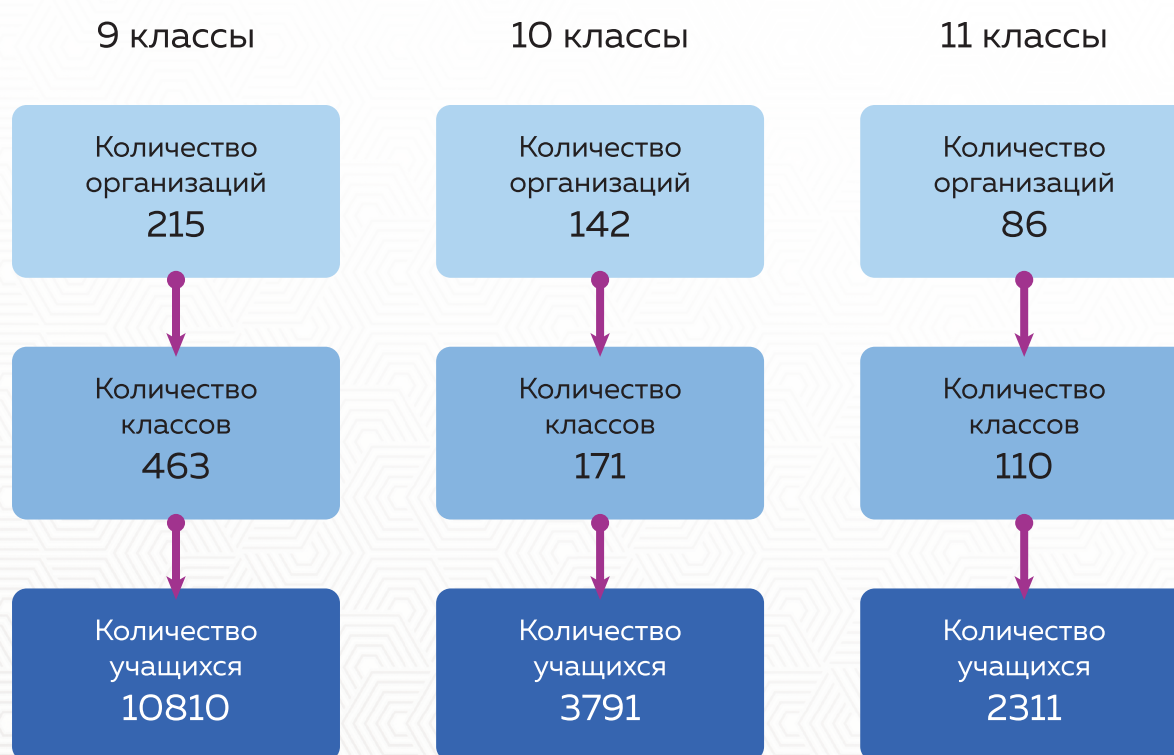 9 классы
Количество
организаций
215
Количество
классов
463
Количество
учащихся
10810
10 классы
Количество
организаций
142
Количество
классов
171
Количество
учащихся
3791
11 классы
Количество
организаций
86
Количество
классов
110
Количество
учащихся
2311